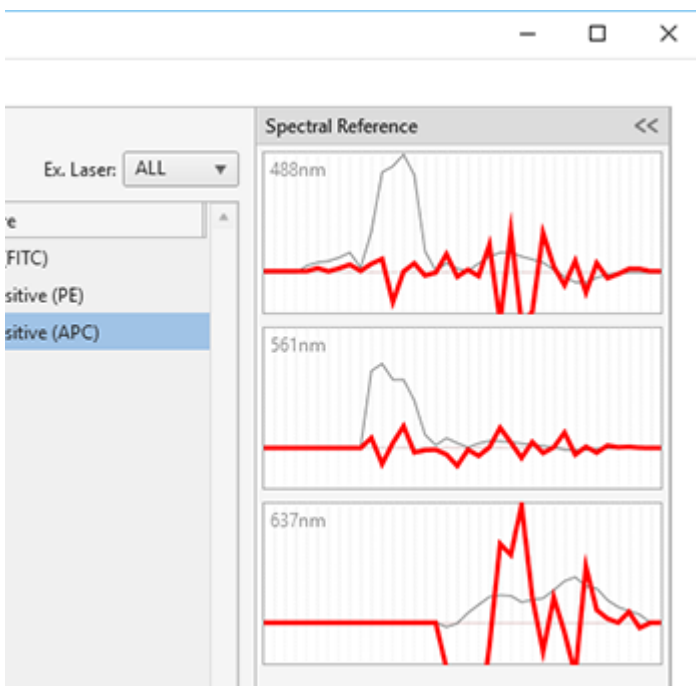 Spectral Reference <<
Ex. Laser: ALL
e
(FITC)
sitive (PE)
sitive (APC)
488nm
561nm
637nm